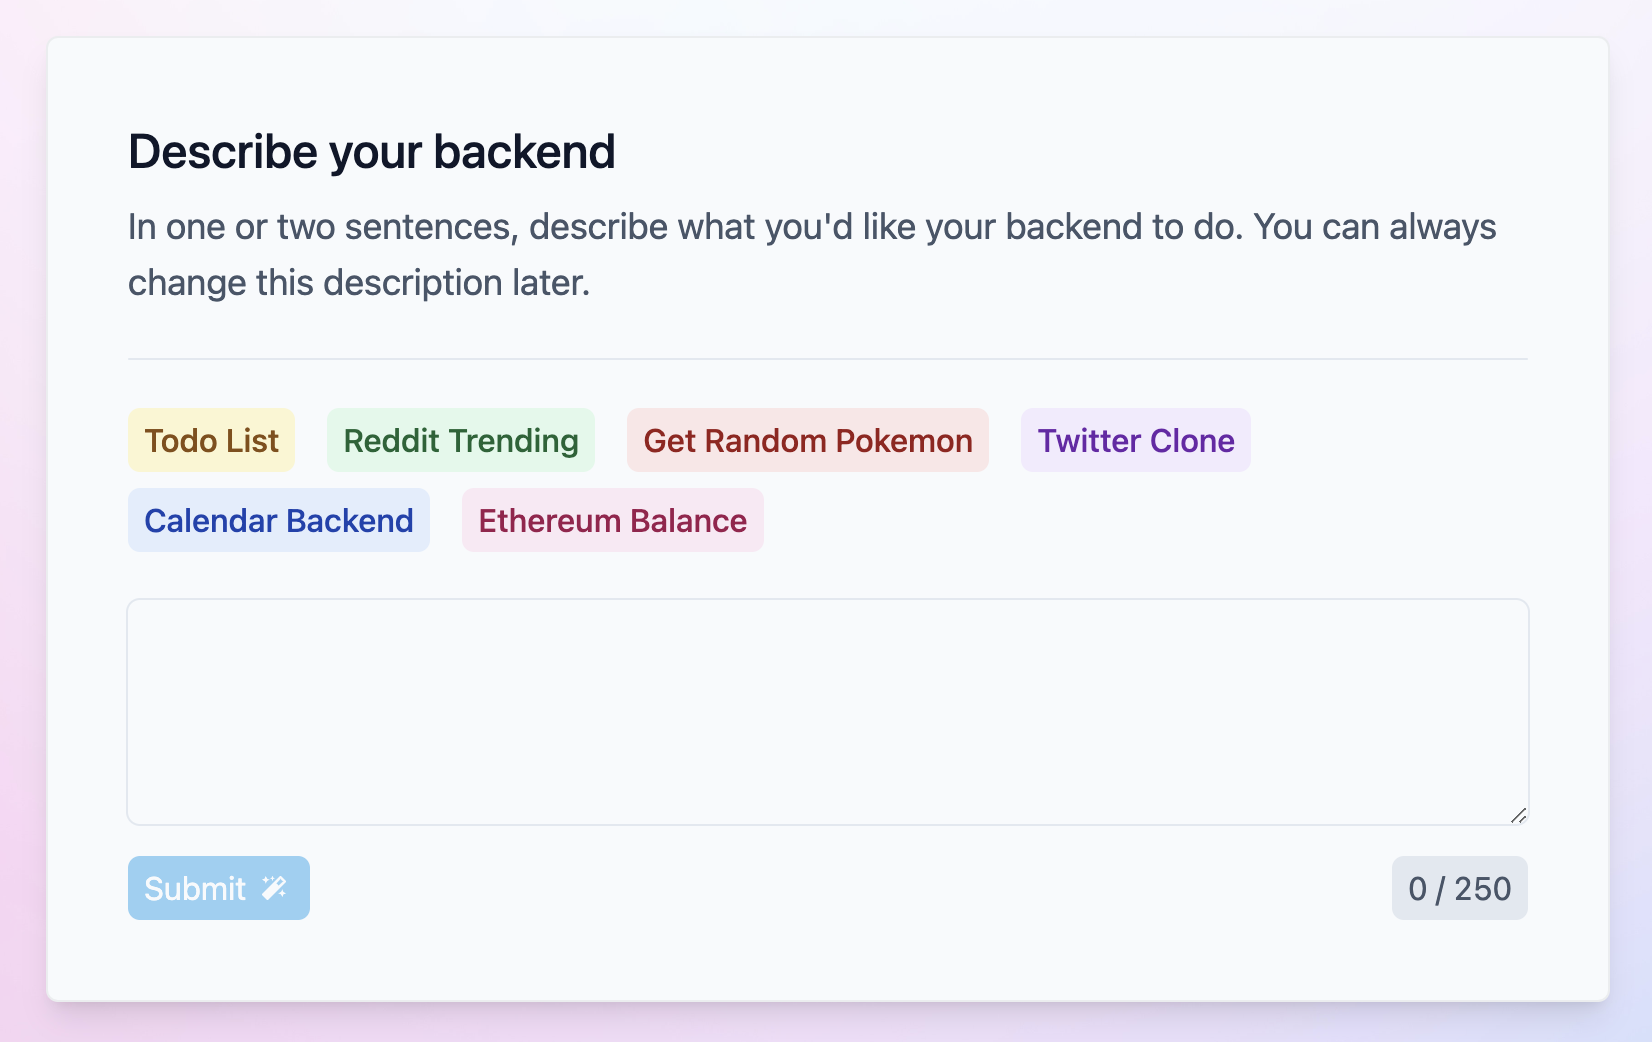 Describe your backend
In one or two sentences, describe what you'd like your backend to do. You can always
change this description later.
Todo List Reddit Trending Get Random Pokemon Twitter Clone
Calendar Backend Ethereum Balance
Submit 0 / 250